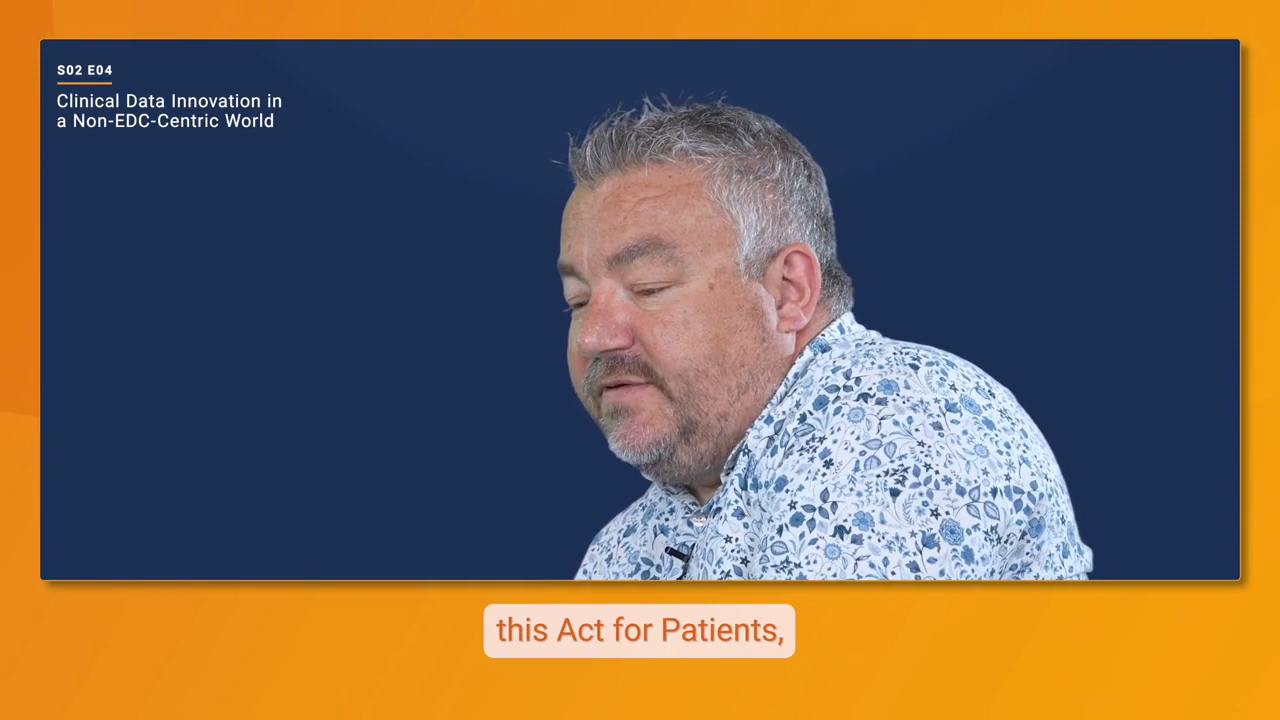 S02 E04
Clinical Data Innovation in
a Non-EDC-Centric World
this Act for Patients,